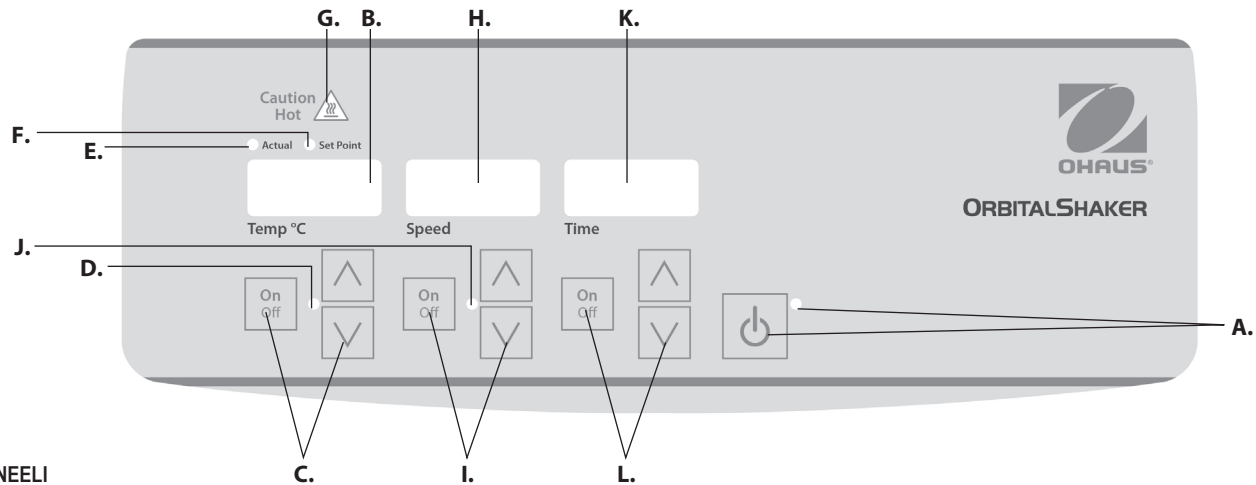 G. B. H. K.
Caution
Hot
F.
E.
Actual Set Point
OHAUS®
ORBITALSHAKER
Temp °C Speed Time
J.
D.
On
Off
On
Off
On
Off
A.
NEELI
C. I. L.